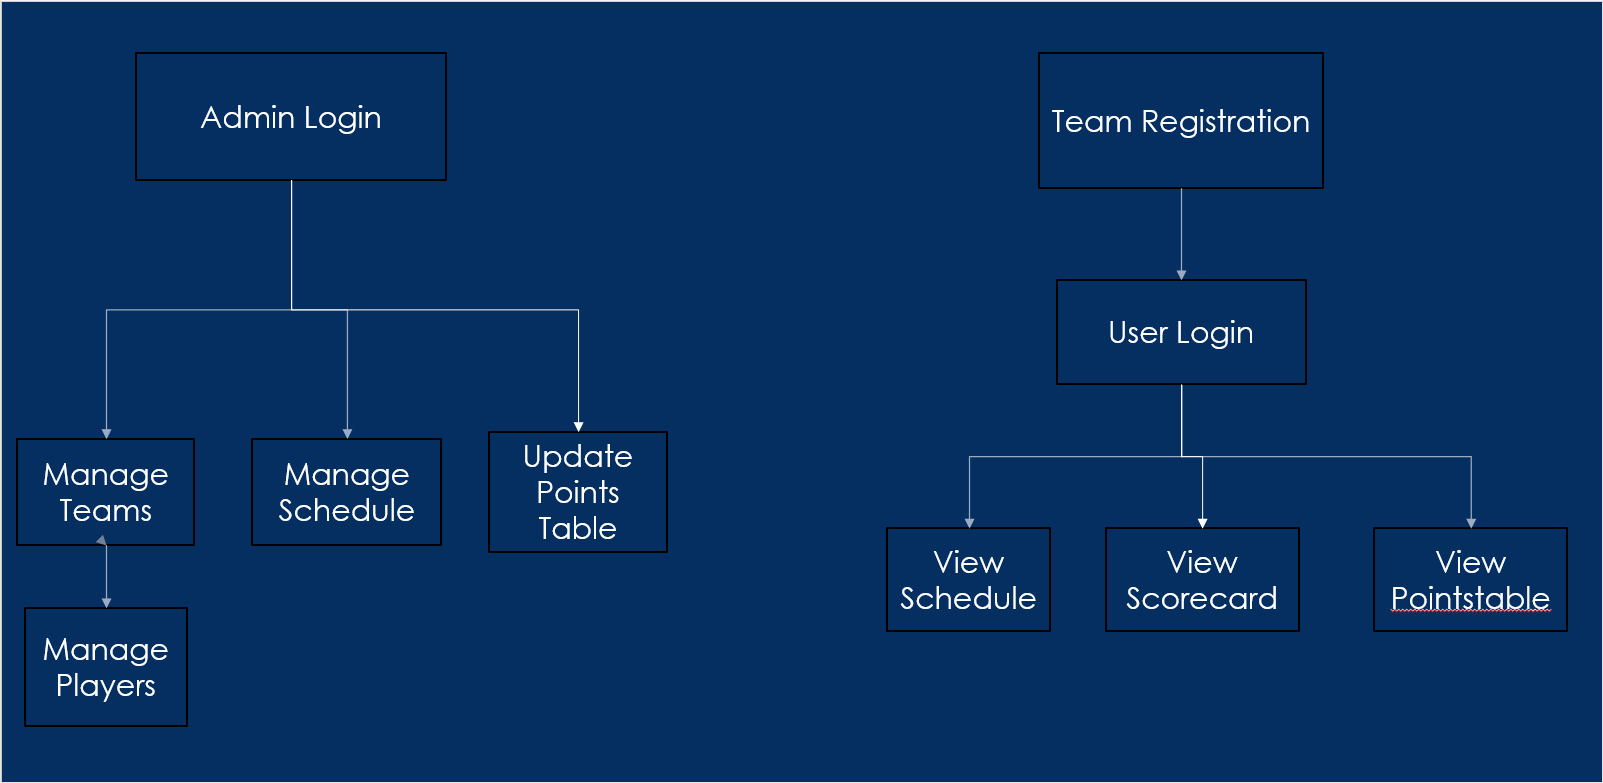 Admin Login
Team Registration
User Login
Manage
Teams
Manage
Schedule
Update
Points
Table
View
Schedule
View
Scorecard
View
Pointstable
Manage
Players